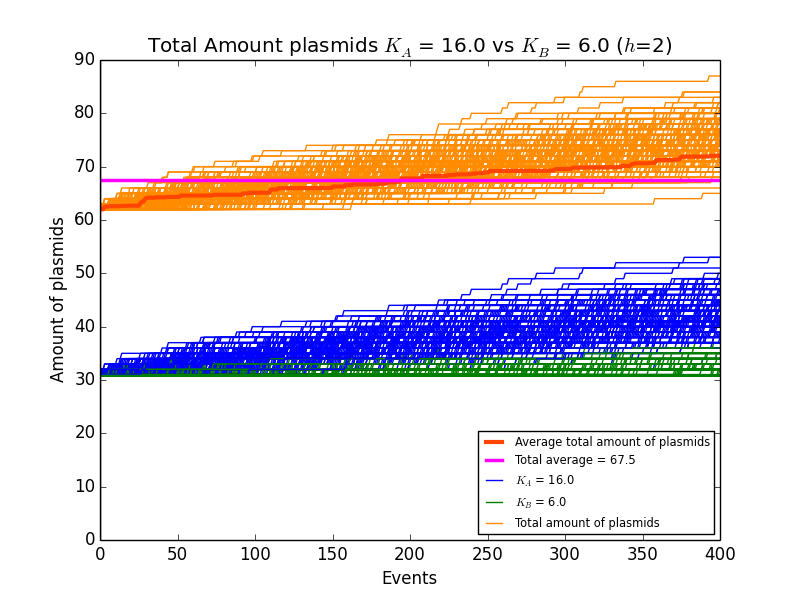 Total Amount plasmids K_A = 16.0 vs K_B = 6.0 (h=2)
90
80
70
60
50
40
30
20
10
0
Amount of plasmids
Average total amount of plasmids
Total average = 67.5
K_A = 16.0
K_B = 6.0
Total amount of plasmids
0 50 100 150 200 250 300 350 400
Events